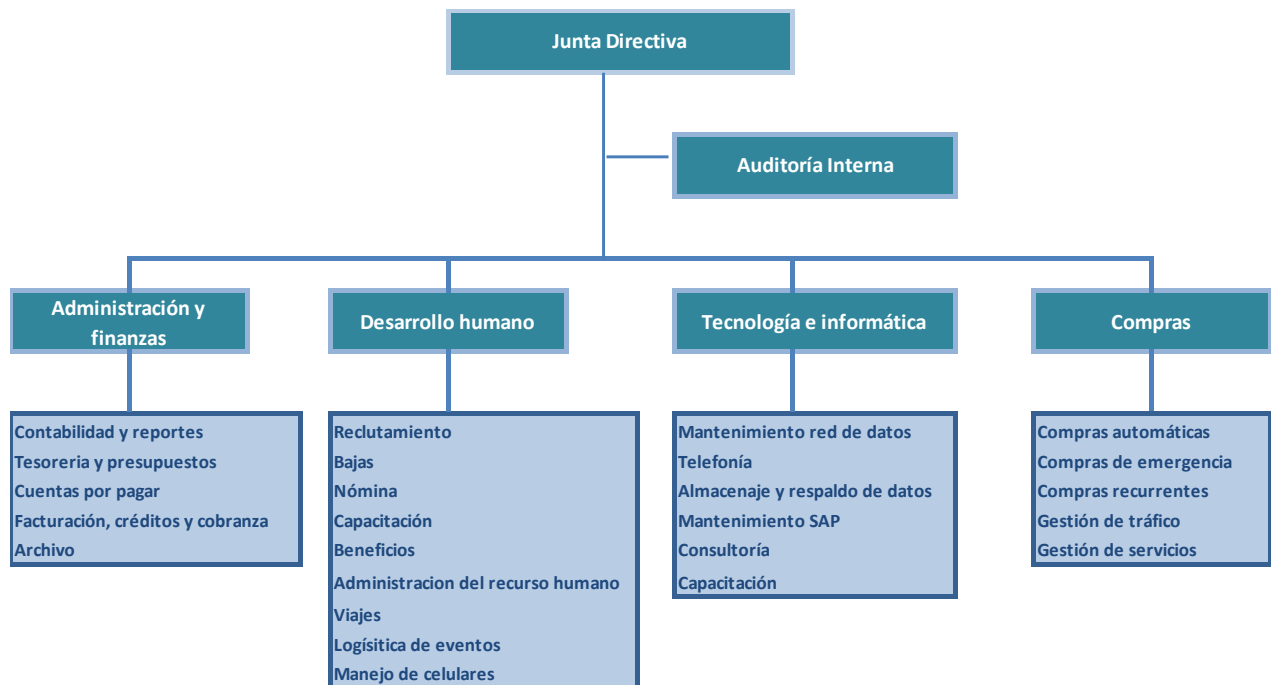 Junta Directiva
Auditoría Interna
Administración y
finanzas
Desarrollo humano
Tecnología e informática
Compras
Contabilidad y reportes
Tesoreria y presupuestos
Cuentas por pagar
Facturación, créditos y cobranza
Archivo
Reclutamiento
Bajas
Nómina
Capacitación
Beneficios
Administracion del recurso humano
Viajes
Logísitica de eventos
Manejo de celulares
Mantenimiento red de datos
Telefonía
Almacenaje y respaldo de datos
Mantenimiento SAP
Consultoría
Capacitación
Compras automáticas
Compras de emergencia
Compras recurrentes
Gestión de tráfico
Gestión de servicios